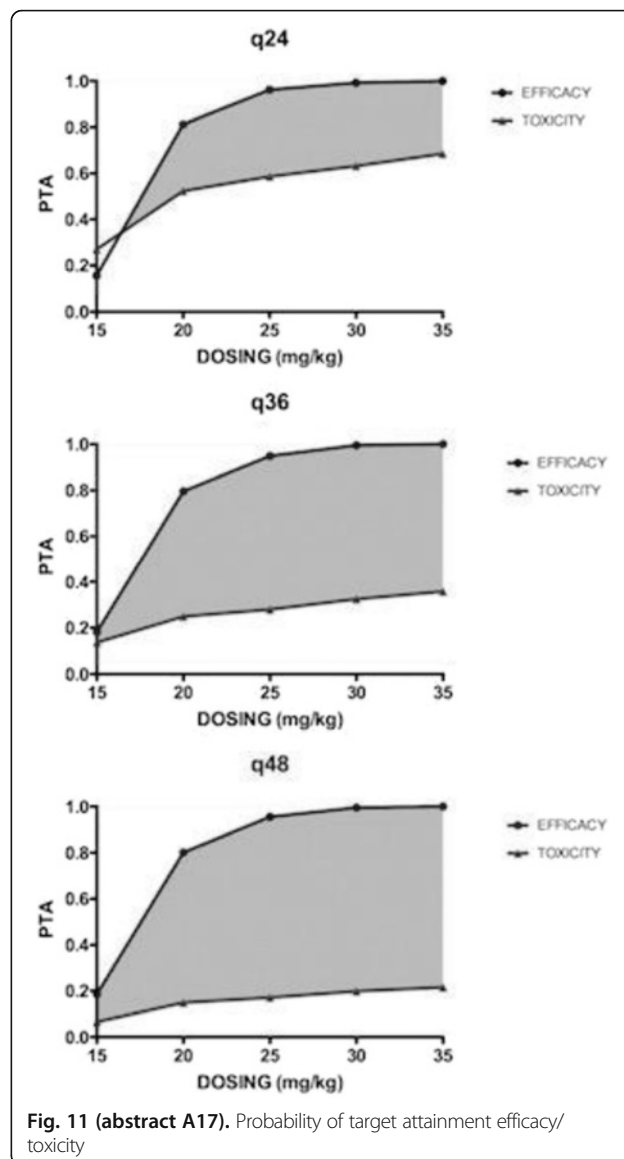 q24
1.0
0.8
0.6
0.4
0.2
0.0
PTA
15 20 25 30 35
DOSING (mg/kg)
EFFICACY
TOXICITY
q36
1.0
0.8
0.6
0.4
0.2
0.0
PTA
15 20 25 30 35
DOSING (mg/kg)
EFFICACY
TOXICITY
q48
1.0
0.8
0.6
0.4
0.2
0.0
PTA
15 20 25 30 35
DOSING (mg/kg)
EFFICACY
TOXICITY
Fig. 11 (abstract A17). Probability of target attainment efficacy/
toxicity